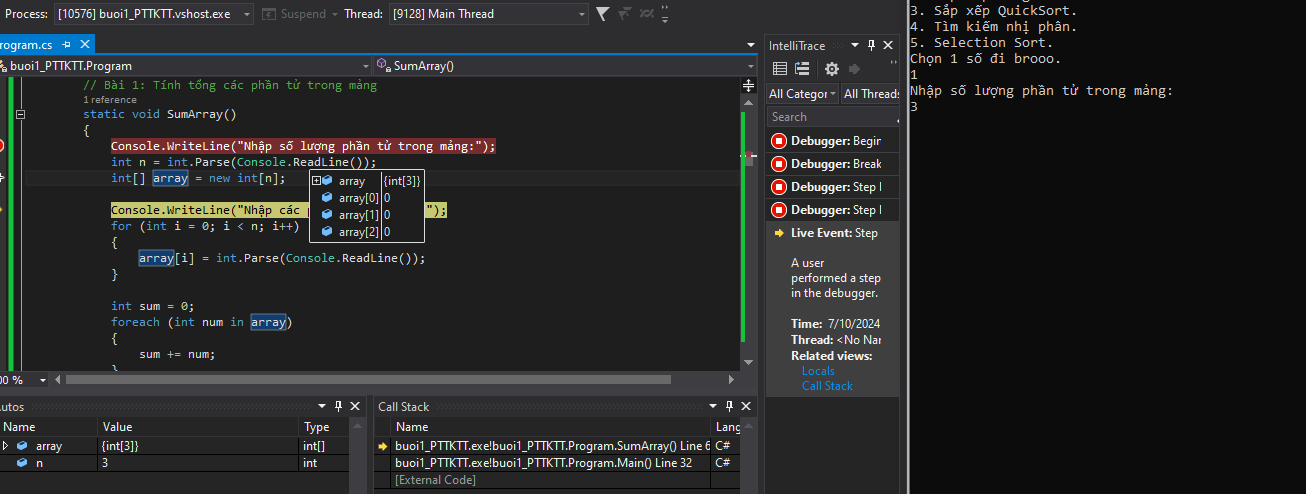 Process: [10576] buoi1_PTTKTT.vshost.exe Suspend Thread: [9128] Main Thread
rogram.cs
buoi1_PTTKTT.Program SumArray()
// Bài 1: Tính tổng các phần tử trong mảng
1 reference
static void SumArray()
{
Console.WriteLine("Nhập số lượng phần tử trong mảng:");
int n = int.Parse(Console.ReadLine());
int[] array = new int[n];
array {int[3]}
array[0] 0
array[1] 0
array[2] 0
Console.WriteLine("Nhập các ");
for (int i = 0; i < n; i++)
{
array[i] = int.Parse(Console.ReadLine());
}
int sum = 0;
foreach (int num in array)
{
sum += num;
}
00 %
utos
Name Value Type
array {int[3]} int[]
n 3 int
Call Stack
Name Lang
buoi1_PTTKTT.exe!buoi1_PTTKTT.Program.SumArray() Line 6 C#
buoi1_PTTKTT.exe!buoi1_PTTKTT.Program.Main() Line 32 C#
[External Code]
IntelliTrace
All Categor All Threads
Search
Debugger: Begin
Debugger: Break
Debugger: Step I
Debugger: Step I
Live Event: Step
A user
performed a step
in the debugger.
Time: 7/10/2024
Thread: <No Nar
Related views:
Locals
Call Stack
3. Sắp xếp QuickSort.
4. Tìm kiếm nhị phân.
5. Selection Sort.
Chọn 1 số đi brooo.
1
Nhập số lượng phần tử trong mảng:
3